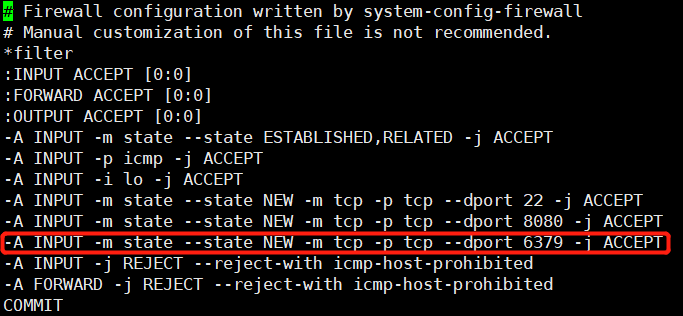 # Firewall configuration written by system-config-firewall
# Manual customization of this file is not recommended.
*filter
:INPUT ACCEPT [0:0]
:FORWARD ACCEPT [0:0]
:OUTPUT ACCEPT [0:0]
-A INPUT -m state --state ESTABLISHED,RELATED -j ACCEPT
-A INPUT -p icmp -j ACCEPT
-A INPUT -i lo -j ACCEPT
-A INPUT -m state --state NEW -m tcp -p tcp --dport 22 -j ACCEPT
-A INPUT -m state --state NEW -m tcp -p tcp --dport 8080 -j ACCEPT
-A INPUT -m state --state NEW -m tcp -p tcp --dport 6379 -j ACCEPT
-A INPUT -j REJECT --reject-with icmp-host-prohibited
-A FORWARD -j REJECT --reject-with icmp-host-prohibited
COMMIT